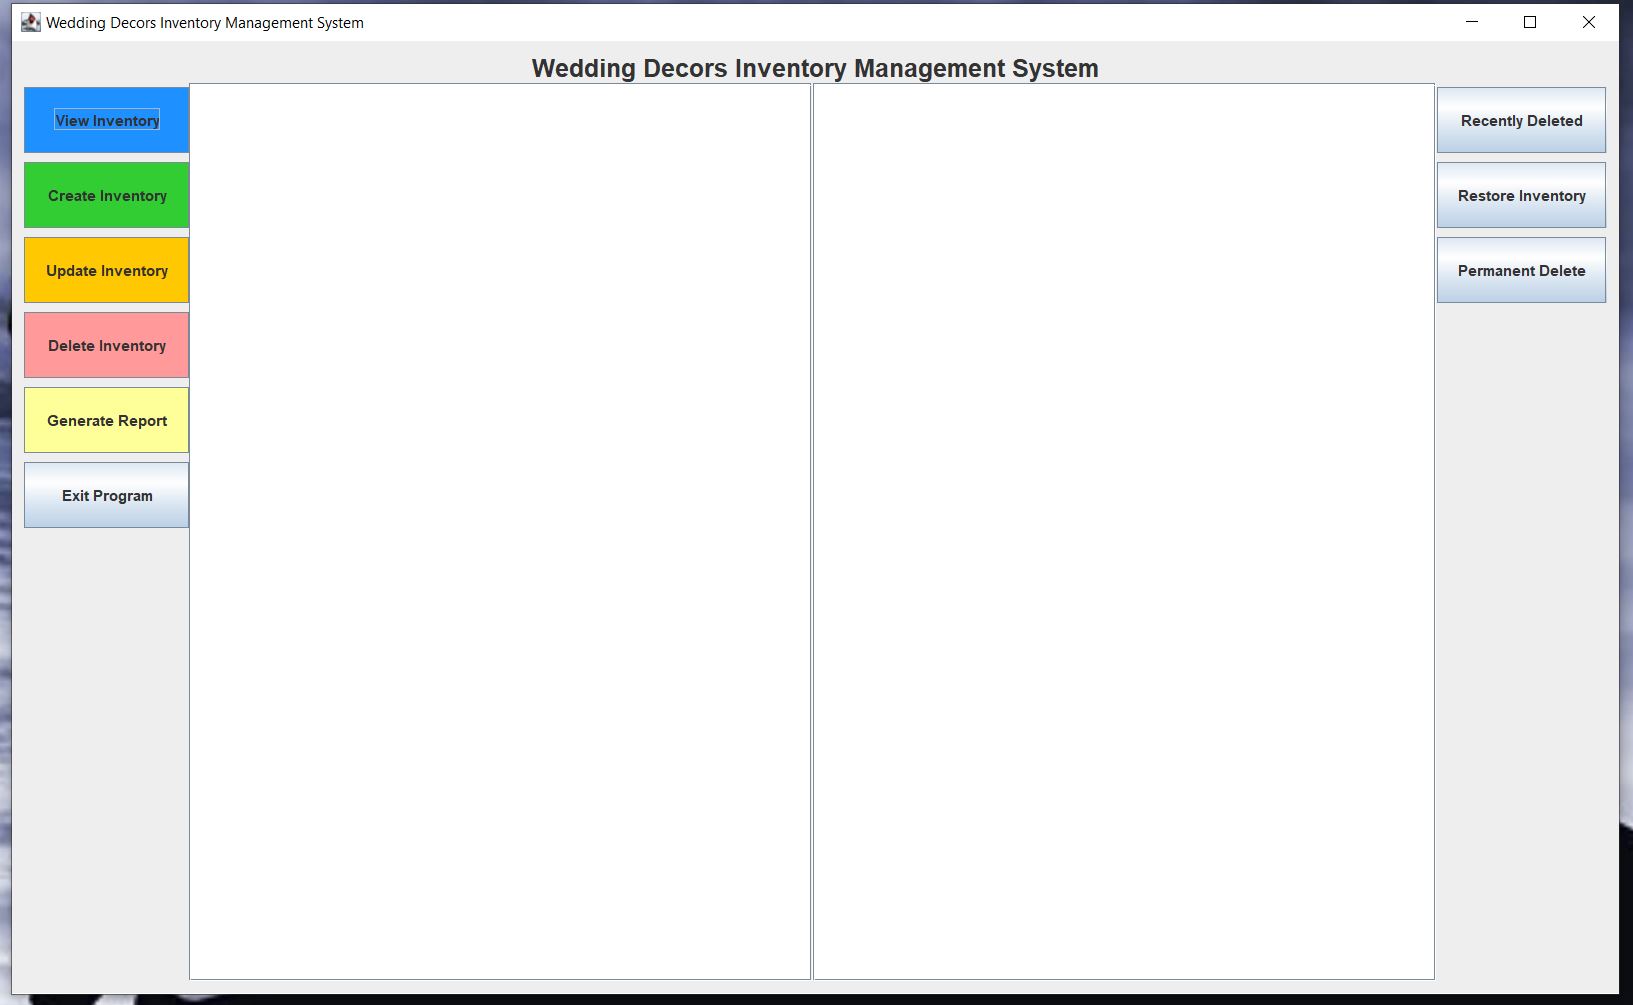 Wedding Decors Inventory Management System
Wedding Decors Inventory Management System
View Inventory
Create Inventory
Update Inventory
Delete Inventory
Generate Report
Exit Program
Recently Deleted
Restore Inventory
Permanent Delete